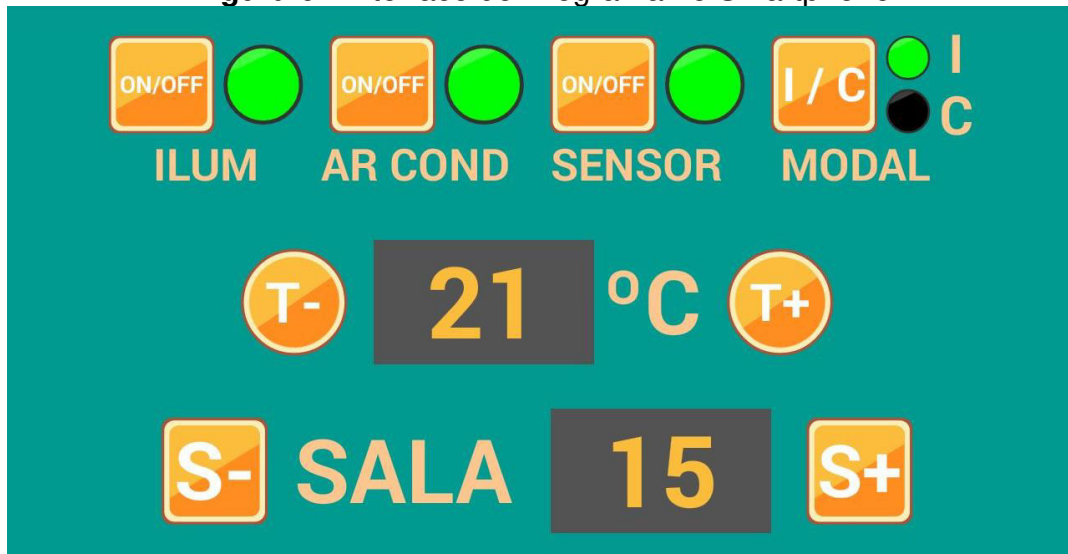 ON/OFF ON/OFF ON/OFF I / C I
C
ILUM AR COND SENSOR MODAL
T- 21 ºC T+
S- SALA 15 S+